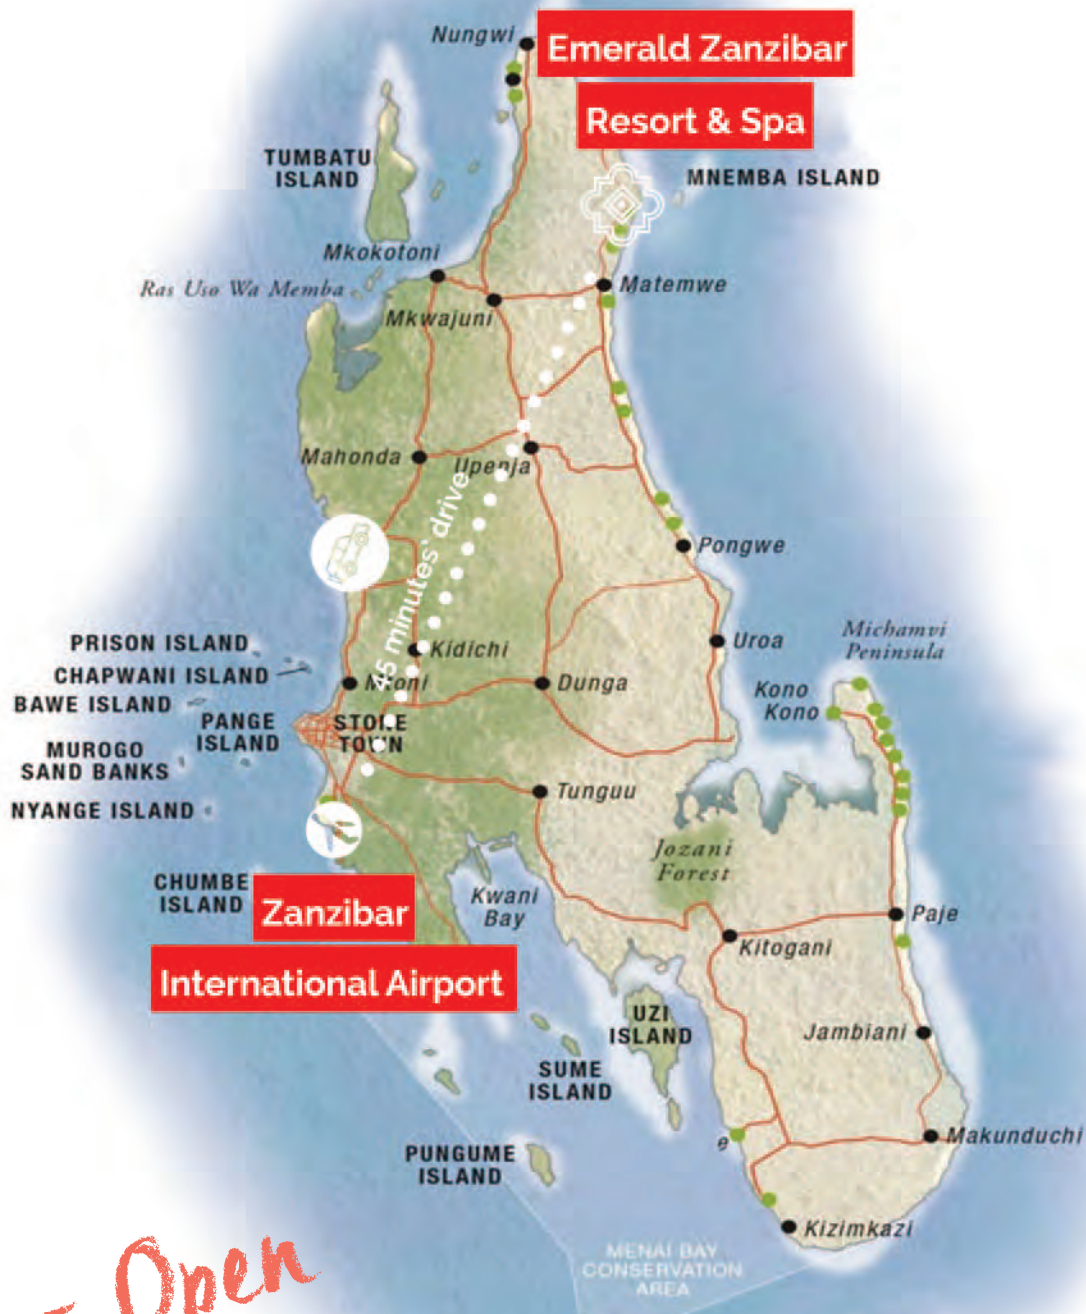 Nungwi
Emerald Zanzibar
Resort & Spa
TUMBATU
ISLAND
MNEMBA ISLAND
Mkokotoni
Ras Uso Wa Memba
Matemwe
Mkwajuni
Mahonda
Upenja
45 minutes' drive
Pongwe
PRISON ISLAND
CHAPWANI ISLAND
BAWE ISLAND
PANGE
ISLAND
MUROGO
SAND BANKS
NYANGE ISLAND
Kidichi
Mtoni
STONE
TOWN
Dunga
Uroa
Michamvi
Peninsula
Kono
Kono
Tunguu
Jozani
Forest
CHUMBE
ISLAND
Zanzibar
International Airport
Kwani
Bay
Paje
Kitogani
UZI
ISLAND
Jambiani
SUME
ISLAND
PUNGUME
ISLAND
e
Makunduchi
Kizimkazi
MENAI BAY
CONSERVATION
AREA
Open